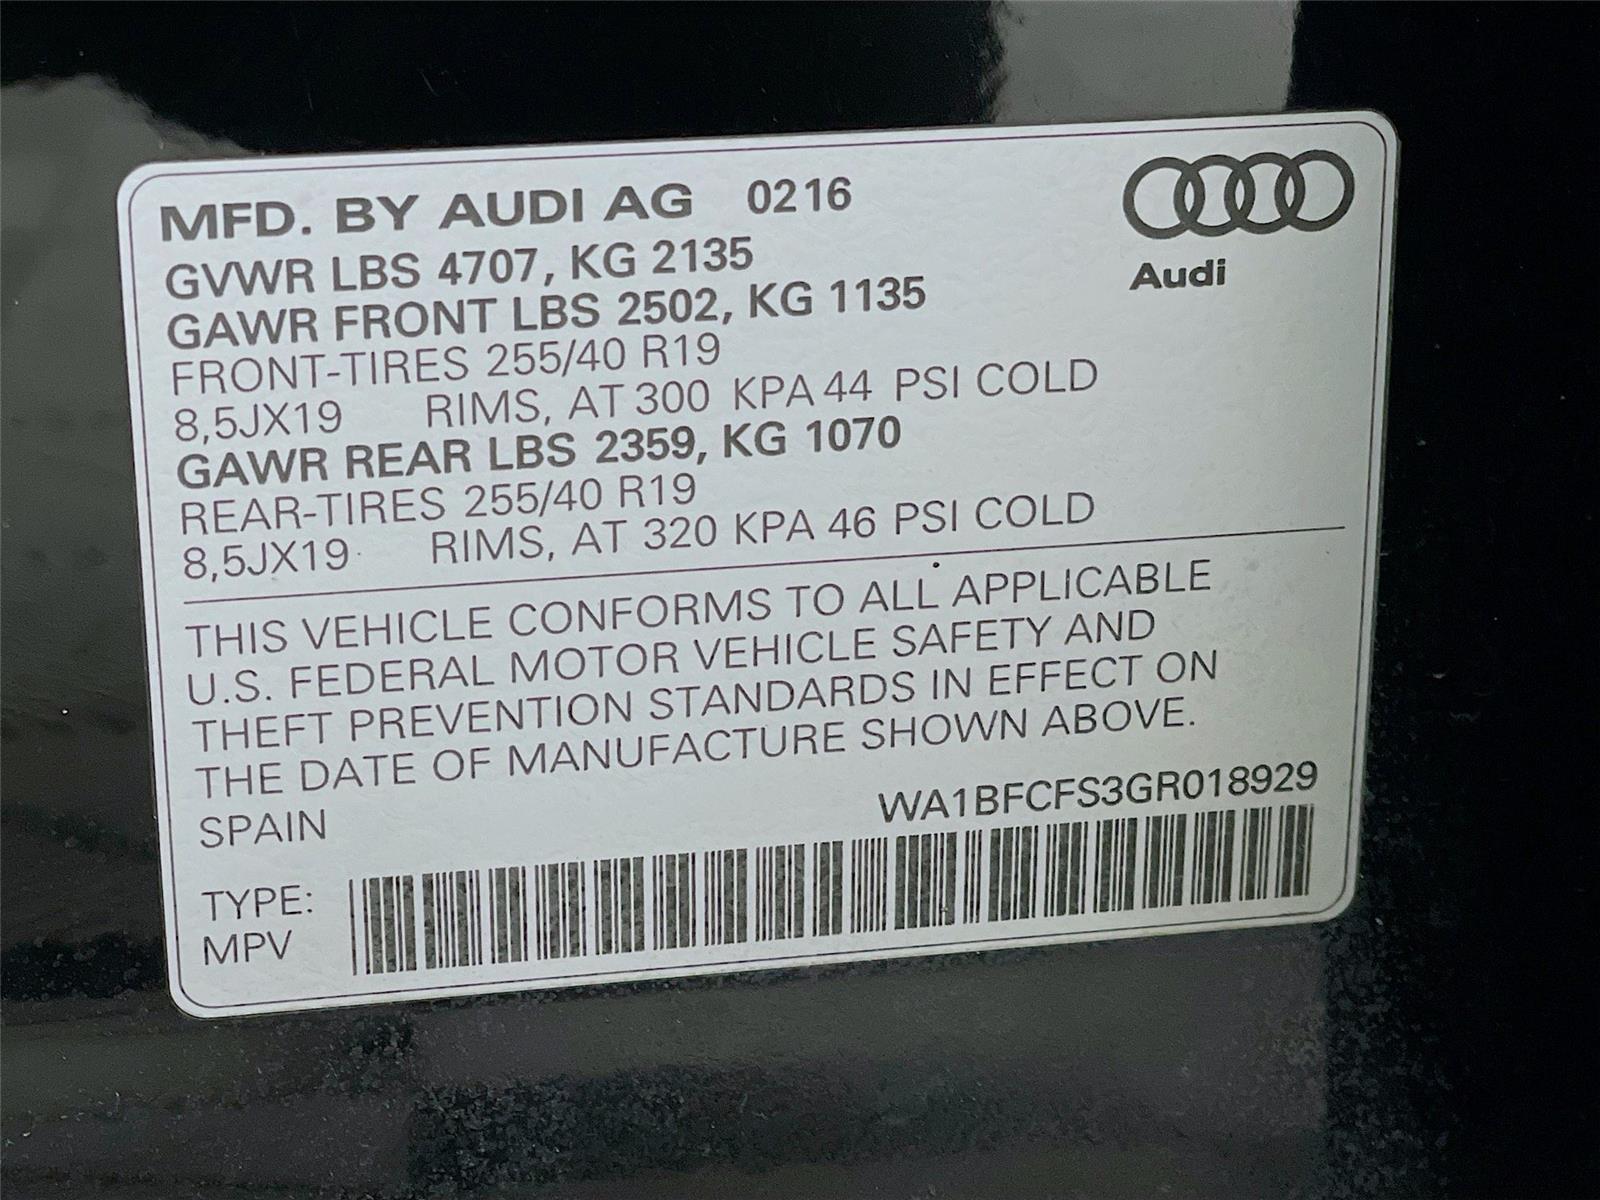 MFD. BY AUDI AG 0216
GVWR LBS 4707, KG 2135
GAWR FRONT LBS 2502, KG 1135
FRONT-TIRES 255/40 R19
8,5JX19 RIMS, AT 300 KPA 44 PSI COLD
GAWR REAR LBS 2359, KG 1070
REAR-TIRES 255/40 R19
8,5JX19 RIMS, AT 320 KPA 46 PSI COLD
Audi
THIS VEHICLE CONFORMS TO ALL APPLICABLE
U.S. FEDERAL MOTOR VEHICLE SAFETY AND
THEFT PREVENTION STANDARDS IN EFFECT ON
THE DATE OF MANUFACTURE SHOWN ABOVE.
SPAIN
WA1BFCFS3GR018929
TYPE:
MPV